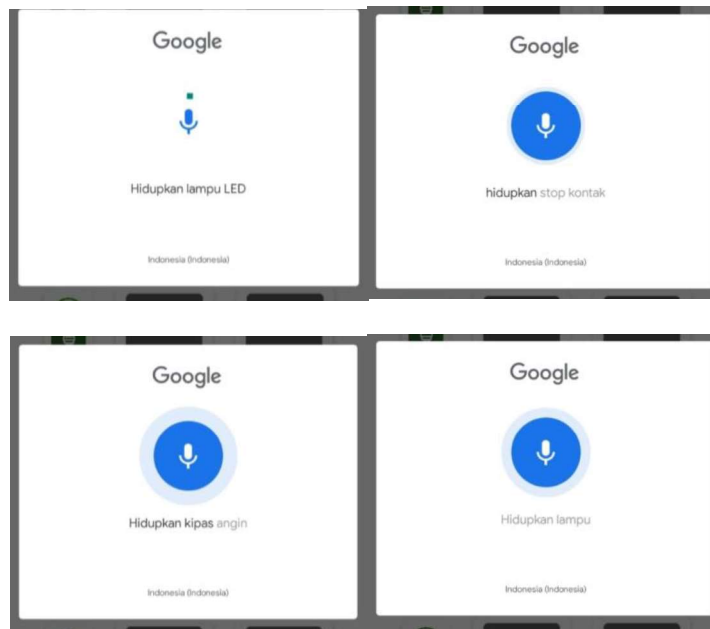 Google
Hidupkan lampu LED
Indonesia (Indonesia)
Google
hidupkan stop kontak
Indonesia (Indonesia)
Google
Hidupkan kipas angin
Indonesia (Indonesia)
Google
Hidupkan lampu
Indonesia (Indonesia)